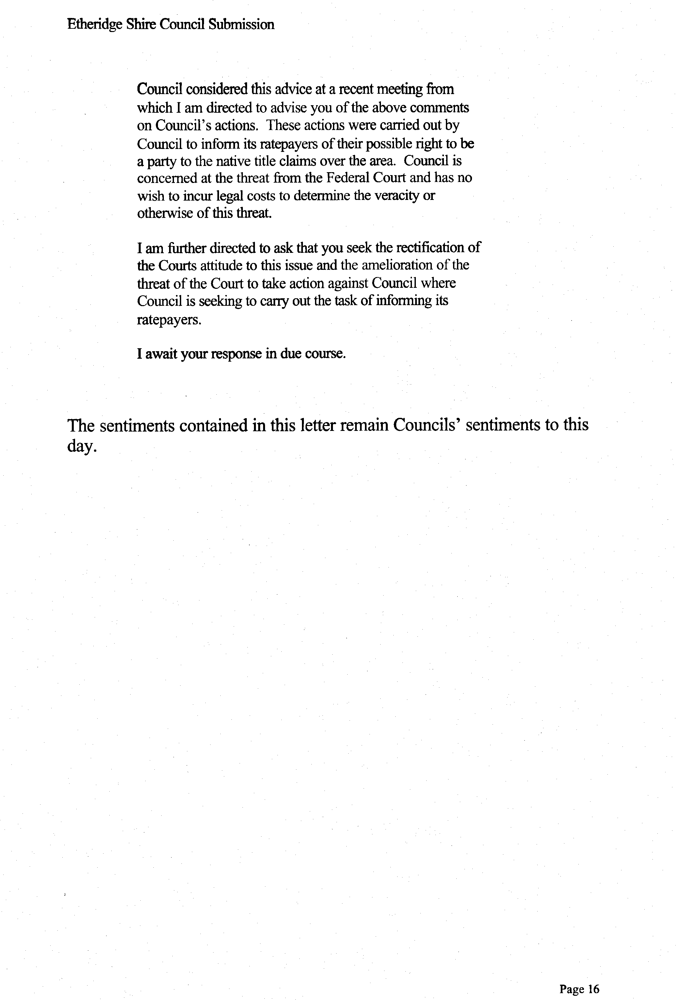 Etheridge Shire Council Submission
Council considered this advice at a recent meeting from
which I am directed to advise you of the above comments
on Council's actions.  These actions were carried out by
Council to inform its ratepayers of their possible right to be
a party to the native title claims over the area.  Council is
concerned at the threat from the Federal Court and has no
wish to incur legal costs to determine the veracity or
otherwise of this threat.
I am further directed to ask that you seek the rectification of
the Courts attitude to this issue and the amelioration of the
threat of the Court to take action against Council where
Council is seeking to carry out the task of informing its
ratepayers.
I await your response in due course.
The sentiments contained in this letter remain Councils' sentiments to this
day.
Page 16